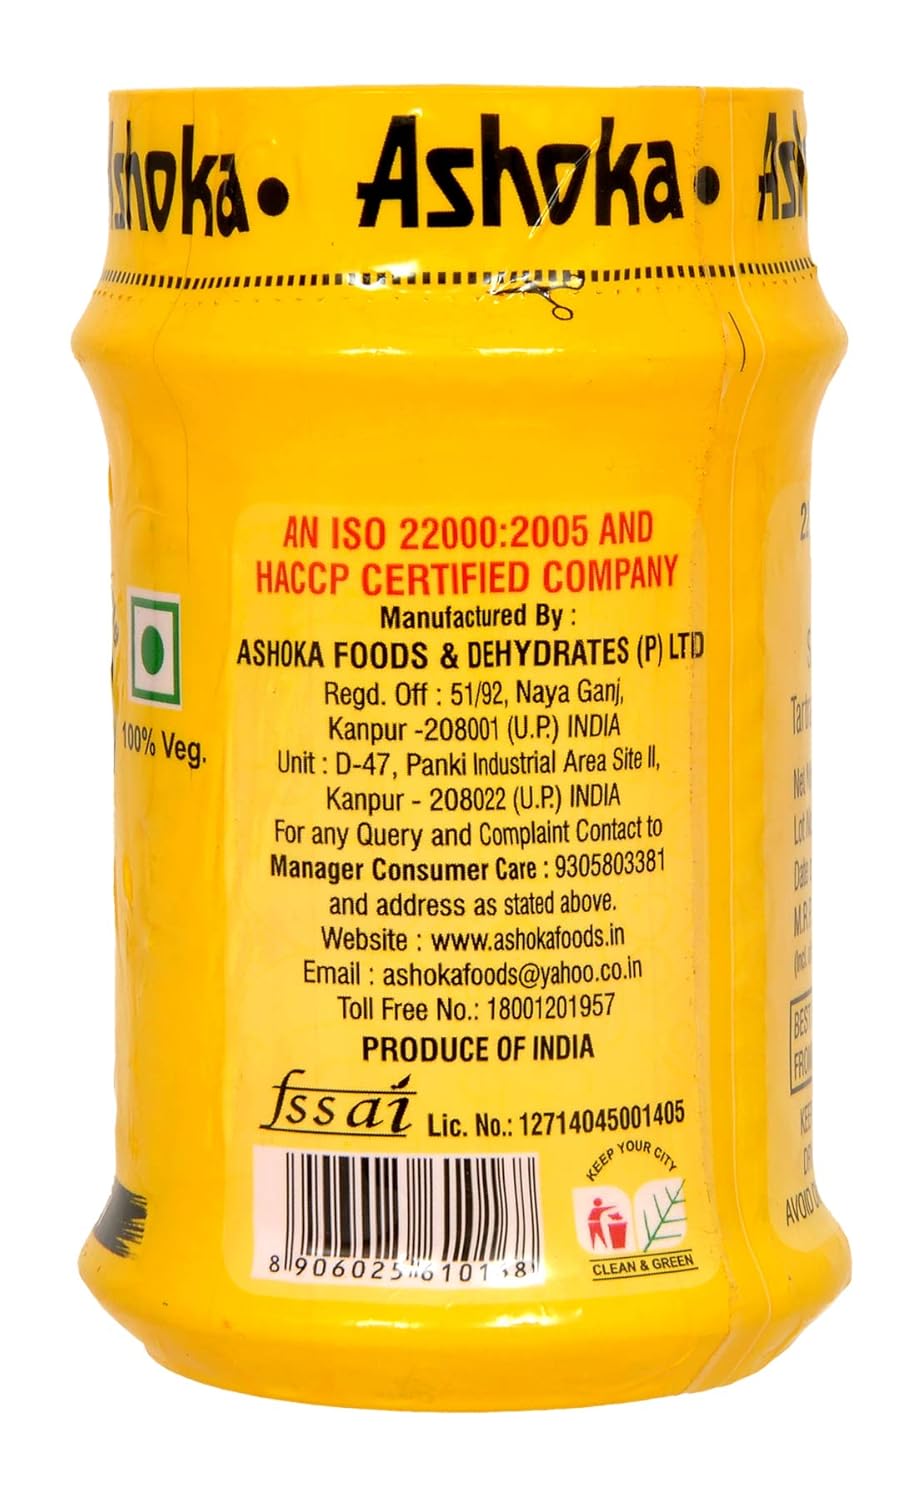 Ashoka • Ashoka •
AN ISO 22000:2005 AND
HACCP CERTIFIED COMPANY
Manufactured By :
ASHOKA FOODS & DEHYDRATES (P) LTD
Regd. Off : 51/92, Naya Ganj,
Kanpur -208001 (U.P.) INDIA
Unit : D-47, Panki Industrial Area Site II,
Kanpur - 208022 (U.P.) INDIA
For any Query and Complaint Contact to
Manager Consumer Care : 9305803381
and address as stated above.
Website : www.ashokafoods.in
Email : ashokafoods@yahoo.co.in
Toll Free No.: 18001201957
PRODUCE OF INDIA
fssai Lic. No.: 12714045001405
KEEP YOUR CITY
CLEAN & GREEN
100% Veg.
BEST
AVOID